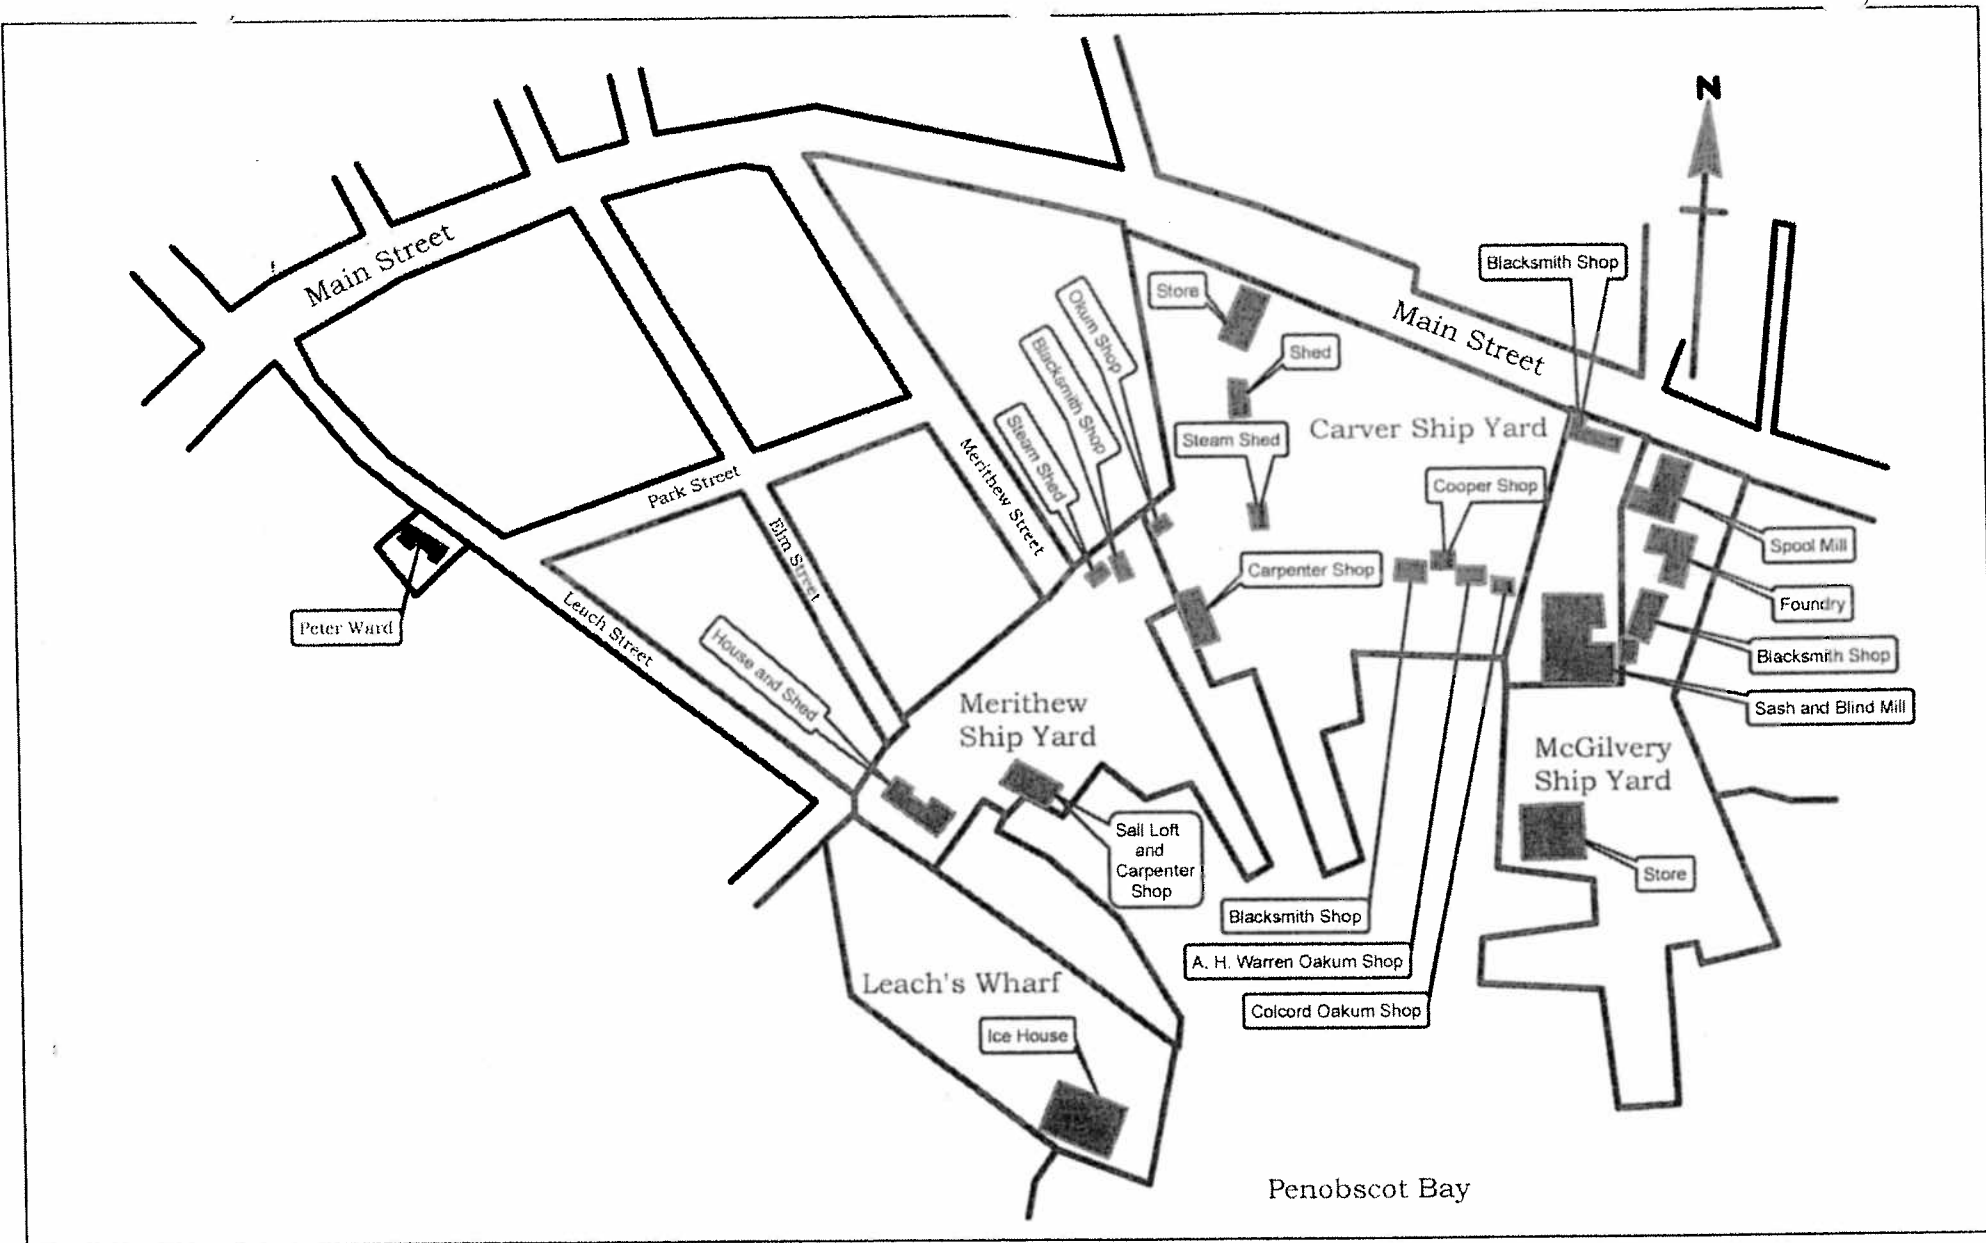 N
Main Street
Blacksmith Shop
Store
Okum Shop
Main Street
Blacksmith Shop
Shed
Steam Shed
Steam Shed
Carver Ship Yard
Merithew Street
Park Street
Cooper Shop
Elm Street
Spool Mill
Carpenter Shop
Foundry
Peter Ward
Leuch Street
Blacksmith Shop
House and Shed
Sash and Blind Mill
Merithew
Ship Yard
McGilvery
Ship Yard
Sail Loft
and
Carpenter
Shop
Store
Blacksmith Shop
A. H. Warren Oakum Shop
Leach's Wharf
Colcord Oakum Shop
Ice House
Penobscot Bay